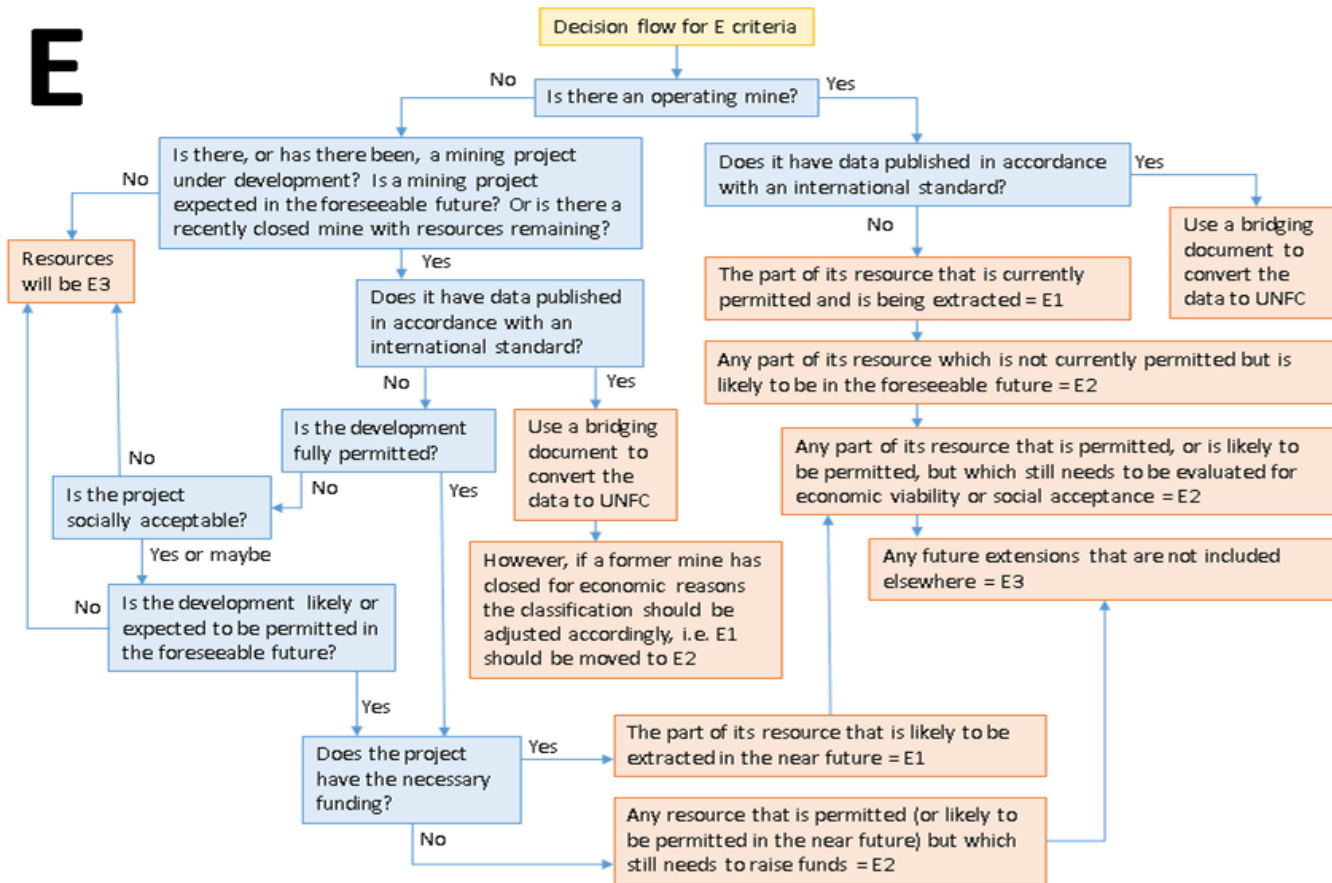 E
Decision flow for E criteria
No
Yes
Is there an operating mine?
Is there, or has there been, a mining project
under development? Is a mining project
expected in the foreseeable future? Or is there a
recently closed mine with resources remaining?
No
Does it have data published in accordance
with an international standard?
Yes
Resources
will be E3
Yes
No
Use a bridging
document to
convert the
data to UNFC
Does it have data published
in accordance with an
international standard?
The part of its resource that is currently
permitted and is being extracted = E1
No
Yes
Any part of its resource which is not currently permitted but is
likely to be in the foreseeable future = E2
Is the development
fully permitted?
Use a bridging
document to
convert the
data to UNFC
Any part of its resource that is permitted, or is likely to
be permitted, but which still needs to be evaluated for
economic viability or social acceptance = E2
No
No
Yes
Is the project
socially acceptable?
Yes or maybe
However, if a former mine has
closed for economic reasons
the classification should be
adjusted accordingly, i.e. E1
should be moved to E2
Any future extensions that are not included
elsewhere = E3
No
Is the development likely or
expected to be permitted in
the foreseeable future?
Yes
Does the project
have the necessary
funding?
Yes
The part of its resource that is likely to be
extracted in the near future = E1
No
Any resource that is permitted (or likely to
be permitted in the near future) but which
still needs to raise funds = E2